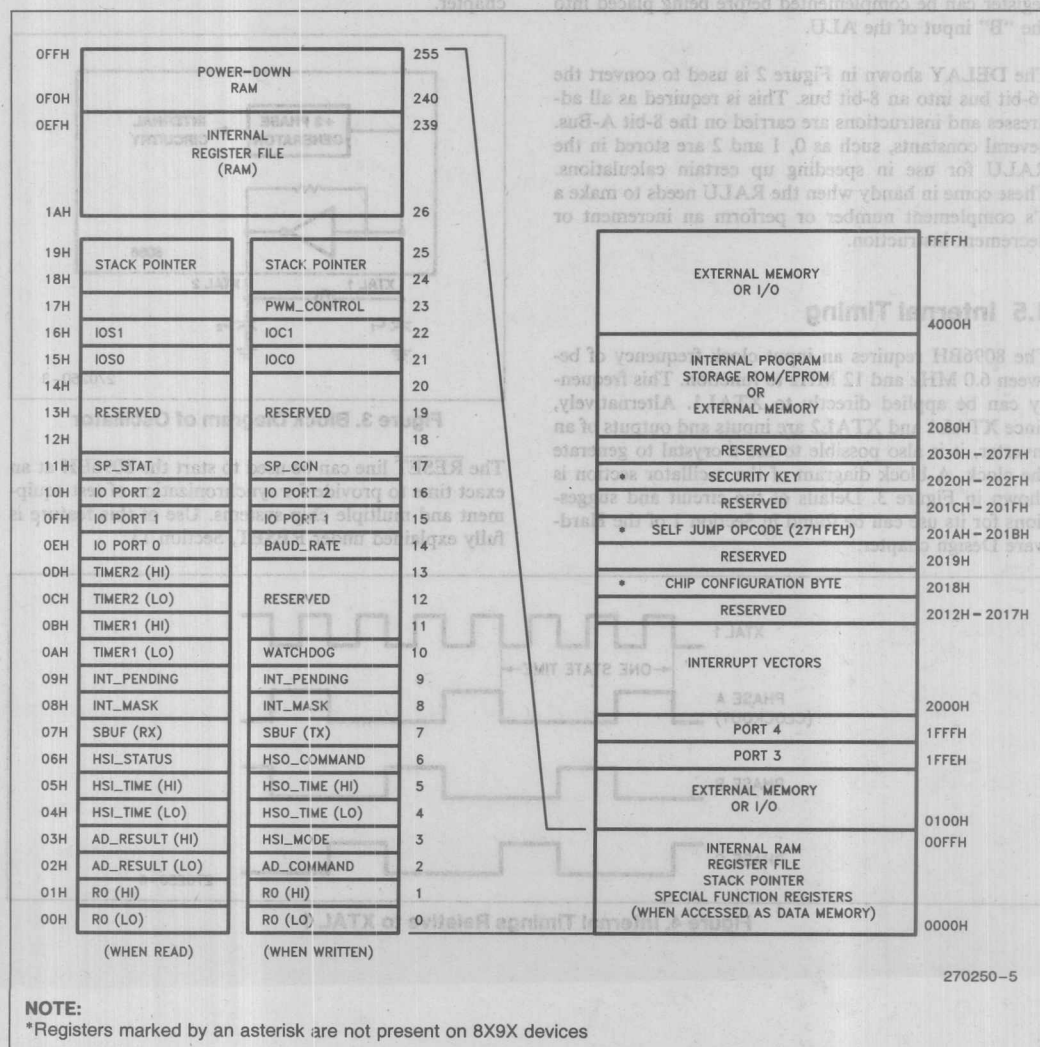 0FFH 255
POWER-DOWN
RAM
0F0H 240
0EFH 239
INTERNAL
REGISTER FILE
(RAM)
1AH 26
19H 25
STACK POINTER STACK POINTER
18H 24
17H PWM_CONTROL 23
16H IOS1 IOC1 22
15H IOS0 IOC0 21
14H 20
13H RESERVED RESERVED 19
12H 18
11H SP_STAT SP_CON 17
10H IO PORT 2 IO PORT 2 16
0FH IO PORT 1 IO PORT 1 15
0EH IO PORT 0 BAUD_RATE 14
0DH TIMER2 (HI) 13
0CH TIMER2 (LO) RESERVED 12
0BH TIMER1 (HI) 11
0AH TIMER1 (LO) WATCHDOG 10
09H INT_PENDING INT_PENDING 9
08H INT_MASK INT_MASK 8
07H SBUF (RX) SBUF (TX) 7
06H HSI_STATUS HSO_COMMAND 6
05H HSI_TIME (HI) HSO_TIME (HI) 5
04H HSI_TIME (LO) HSO_TIME (LO) 4
03H AD_RESULT (HI) HSI_MODE 3
02H AD_RESULT (LO) AD_COMMAND 2
01H R0 (HI) R0 (HI) 1
00H R0 (LO) R0 (LO) 0
(WHEN READ) (WHEN WRITTEN)
FFFFH
EXTERNAL MEMORY
OR I/O
4000H
INTERNAL PROGRAM
STORAGE ROM/EPROM
OR
EXTERNAL MEMORY
2080H
RESERVED 2030H - 207FH
* SECURITY KEY 2020H - 202FH
RESERVED 201CH - 201FH
* SELF JUMP OPCODE (27H FEH) 201AH - 201BH
RESERVED 2019H
* CHIP CONFIGURATION BYTE 2018H
RESERVED 2012H - 2017H
INTERRUPT VECTORS
2000H
PORT 4 1FFFH
PORT 3 1FFEH
EXTERNAL MEMORY
OR I/O
0100H
00FFH
INTERNAL RAM
REGISTER FILE
STACK POINTER
SPECIAL FUNCTION REGISTERS
(WHEN ACCESSED AS DATA MEMORY)
0000H
270250-5
NOTE:
*Registers marked by an asterisk are not present on 8X9X devices